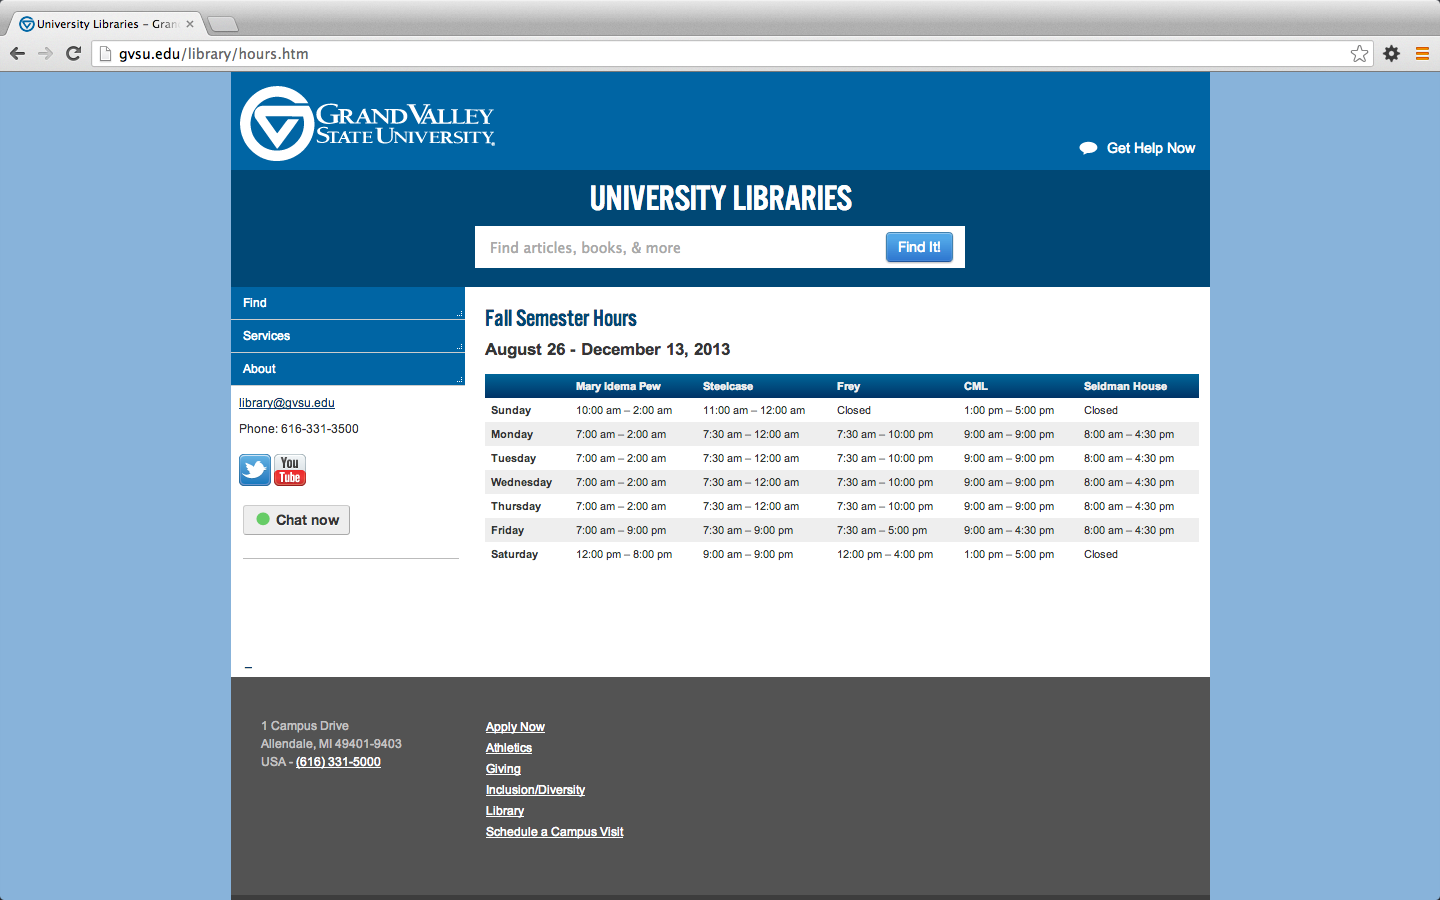 University Libraries – Gran
gvsu.edu/library/hours.htm
GRAND VALLEY
STATE UNIVERSITY®
Get Help Now
UNIVERSITY LIBRARIES
Find articles, books, & more
Find It!
Find
Services
About
library@gvsu.edu
Phone: 616-331-3500
You
Tube
Chat now
–
Fall Semester Hours
August 26 - December 13, 2013
Mary Idema Pew Steelcase Frey CML Seidman House
Sunday 10:00 am – 2:00 am 11:00 am – 12:00 am Closed 1:00 pm – 5:00 pm Closed
Monday 7:00 am – 2:00 am 7:30 am – 12:00 am 7:30 am – 10:00 pm 9:00 am – 9:00 pm 8:00 am – 4:30 pm
Tuesday 7:00 am – 2:00 am 7:30 am – 12:00 am 7:30 am – 10:00 pm 9:00 am – 9:00 pm 8:00 am – 4:30 pm
Wednesday 7:00 am – 2:00 am 7:30 am – 12:00 am 7:30 am – 10:00 pm 9:00 am – 9:00 pm 8:00 am – 4:30 pm
Thursday 7:00 am – 2:00 am 7:30 am – 12:00 am 7:30 am – 10:00 pm 9:00 am – 9:00 pm 8:00 am – 4:30 pm
Friday 7:00 am – 9:00 pm 7:30 am – 9:00 pm 7:30 am – 5:00 pm 9:00 am – 4:30 pm 8:00 am – 4:30 pm
Saturday 12:00 pm – 8:00 pm 9:00 am – 9:00 pm 12:00 pm – 4:00 pm 1:00 pm – 5:00 pm Closed
1 Campus Drive
Allendale, MI 49401-9403
USA - (616) 331-5000
Apply Now
Athletics
Giving
Inclusion/Diversity
Library
Schedule a Campus Visit